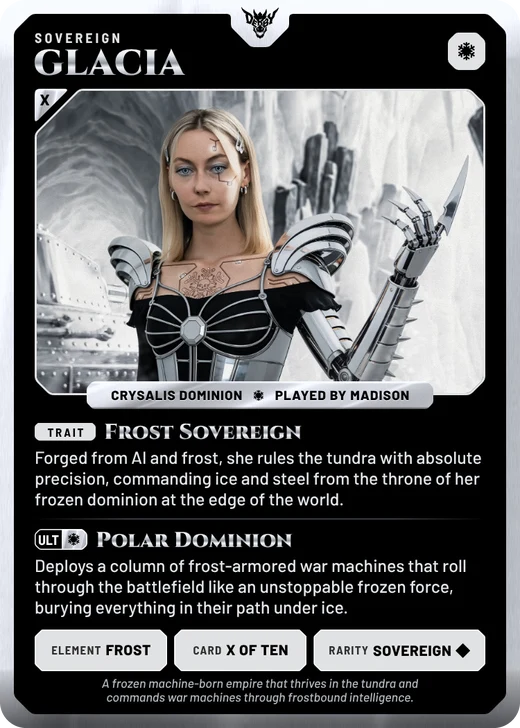 DERBY
SOVEREIGN
GLACIA
X
CRYSALIS DOMINION PLAYED BY MADISON
TRAIT FROST SOVEREIGN
Forged from AI and frost, she rules the tundra with absolute
precision, commanding ice and steel from the throne of her
frozen dominion at the edge of the world.
ULT POLAR DOMINION
Deploys a column of frost-armored war machines that roll
through the battlefield like an unstoppable frozen force,
burying everything in their path under ice.
ELEMENT FROST CARD X OF TEN RARITY SOVEREIGN
A frozen machine-born empire that thrives in the tundra and
commands war machines through frostbound intelligence.